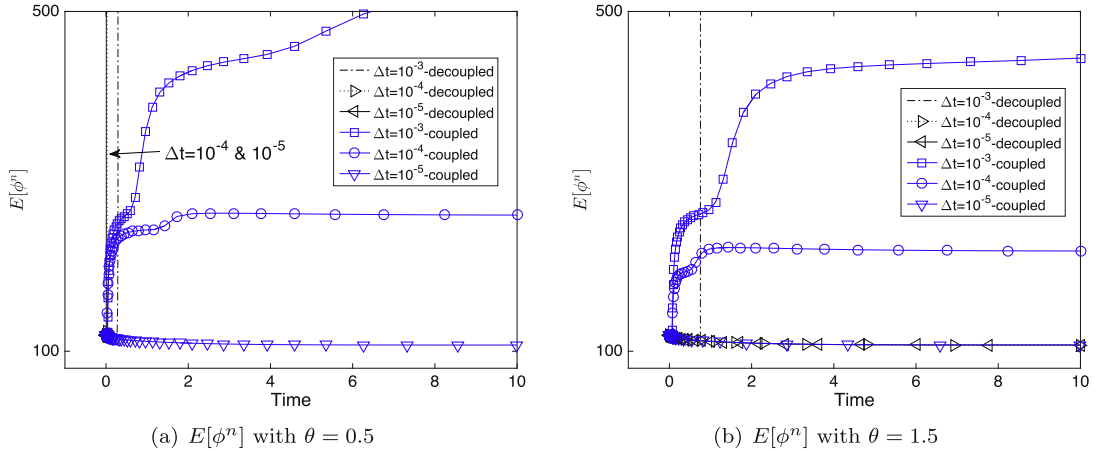 500
100
E[ϕⁿ]
Δt=10⁻³-decoupled
Δt=10⁻⁴-decoupled
Δt=10⁻⁵-decoupled
Δt=10⁻³-coupled
Δt=10⁻⁴-coupled
Δt=10⁻⁵-coupled
Δt=10⁻⁴ & 10⁻⁵
0 2 4 6 8 10
Time
(a) E[ϕⁿ] with θ = 0.5
500
100
E[ϕⁿ]
Δt=10⁻³-decoupled
Δt=10⁻⁴-decoupled
Δt=10⁻⁵-decoupled
Δt=10⁻³-coupled
Δt=10⁻⁴-coupled
Δt=10⁻⁵-coupled
0 2 4 6 8 10
Time
(b) E[ϕⁿ] with θ = 1.5